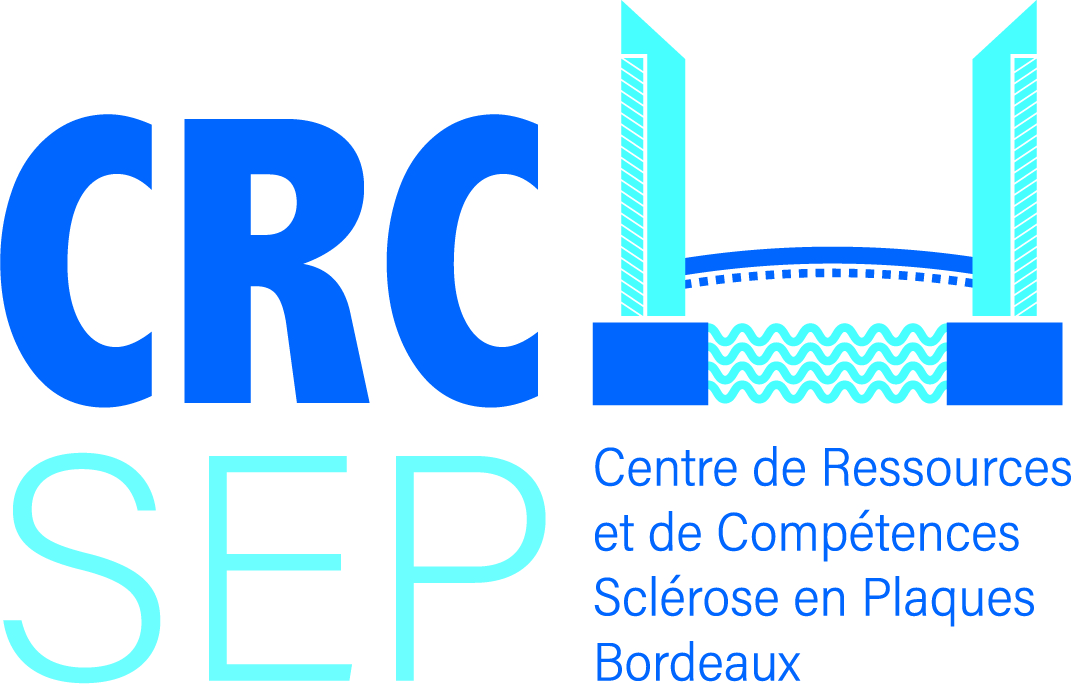 CRC
SEP
Centre de Ressources
et de Compétences
Sclérose en Plaques
Bordeaux